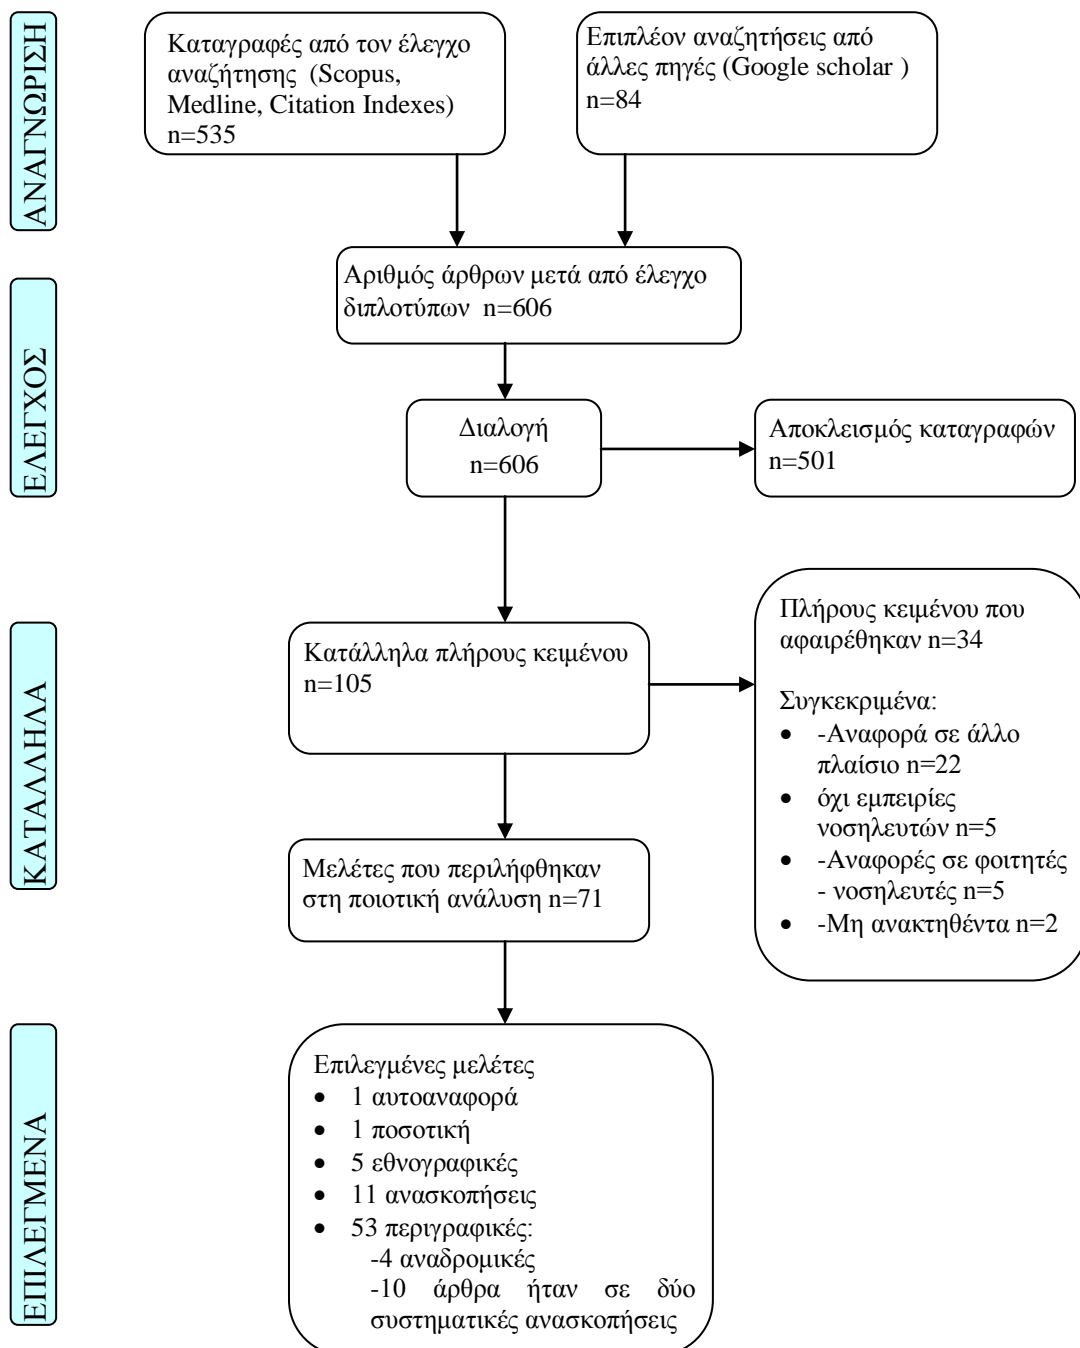 ΑΝΑΓΝΩΡΙΣΗ
Καταγραφές από τον έλεγχο
αναζήτησης (Scopus,
Medline, Citation Indexes)
n=535
Επιπλέον αναζητήσεις από
άλλες πηγές (Google scholar )
n=84
Αριθμός άρθρων μετά από έλεγχο
διπλοτύπων n=606
ΕΛΕΓΧΟΣ
Διαλογή
n=606
Αποκλεισμός καταγραφών
n=501
ΚΑΤΑΛΛΗΛΑ
Κατάλληλα πλήρους κειμένου
n=105
Πλήρους κειμένου που
αφαιρέθηκαν n=34
Συγκεκριμένα:
• -Αναφορά σε άλλο
πλαίσιο n=22
• όχι εμπειρίες
νοσηλευτών n=5
• -Αναφορές σε φοιτητές
- νοσηλευτές n=5
• -Μη ανακτηθέντα n=2
Μελέτες που περιλήφθηκαν
στη ποιοτική ανάλυση n=71
ΕΠΙΛΕΓΜΕΝΑ
Επιλεγμένες μελέτες
• 1 αυτοαναφορά
• 1 ποσοτική
• 5 εθνογραφικές
• 11 ανασκοπήσεις
• 53 περιγραφικές:
-4 αναδρομικές
-10 άρθρα ήταν σε δύο
συστηματικές ανασκοπήσεις